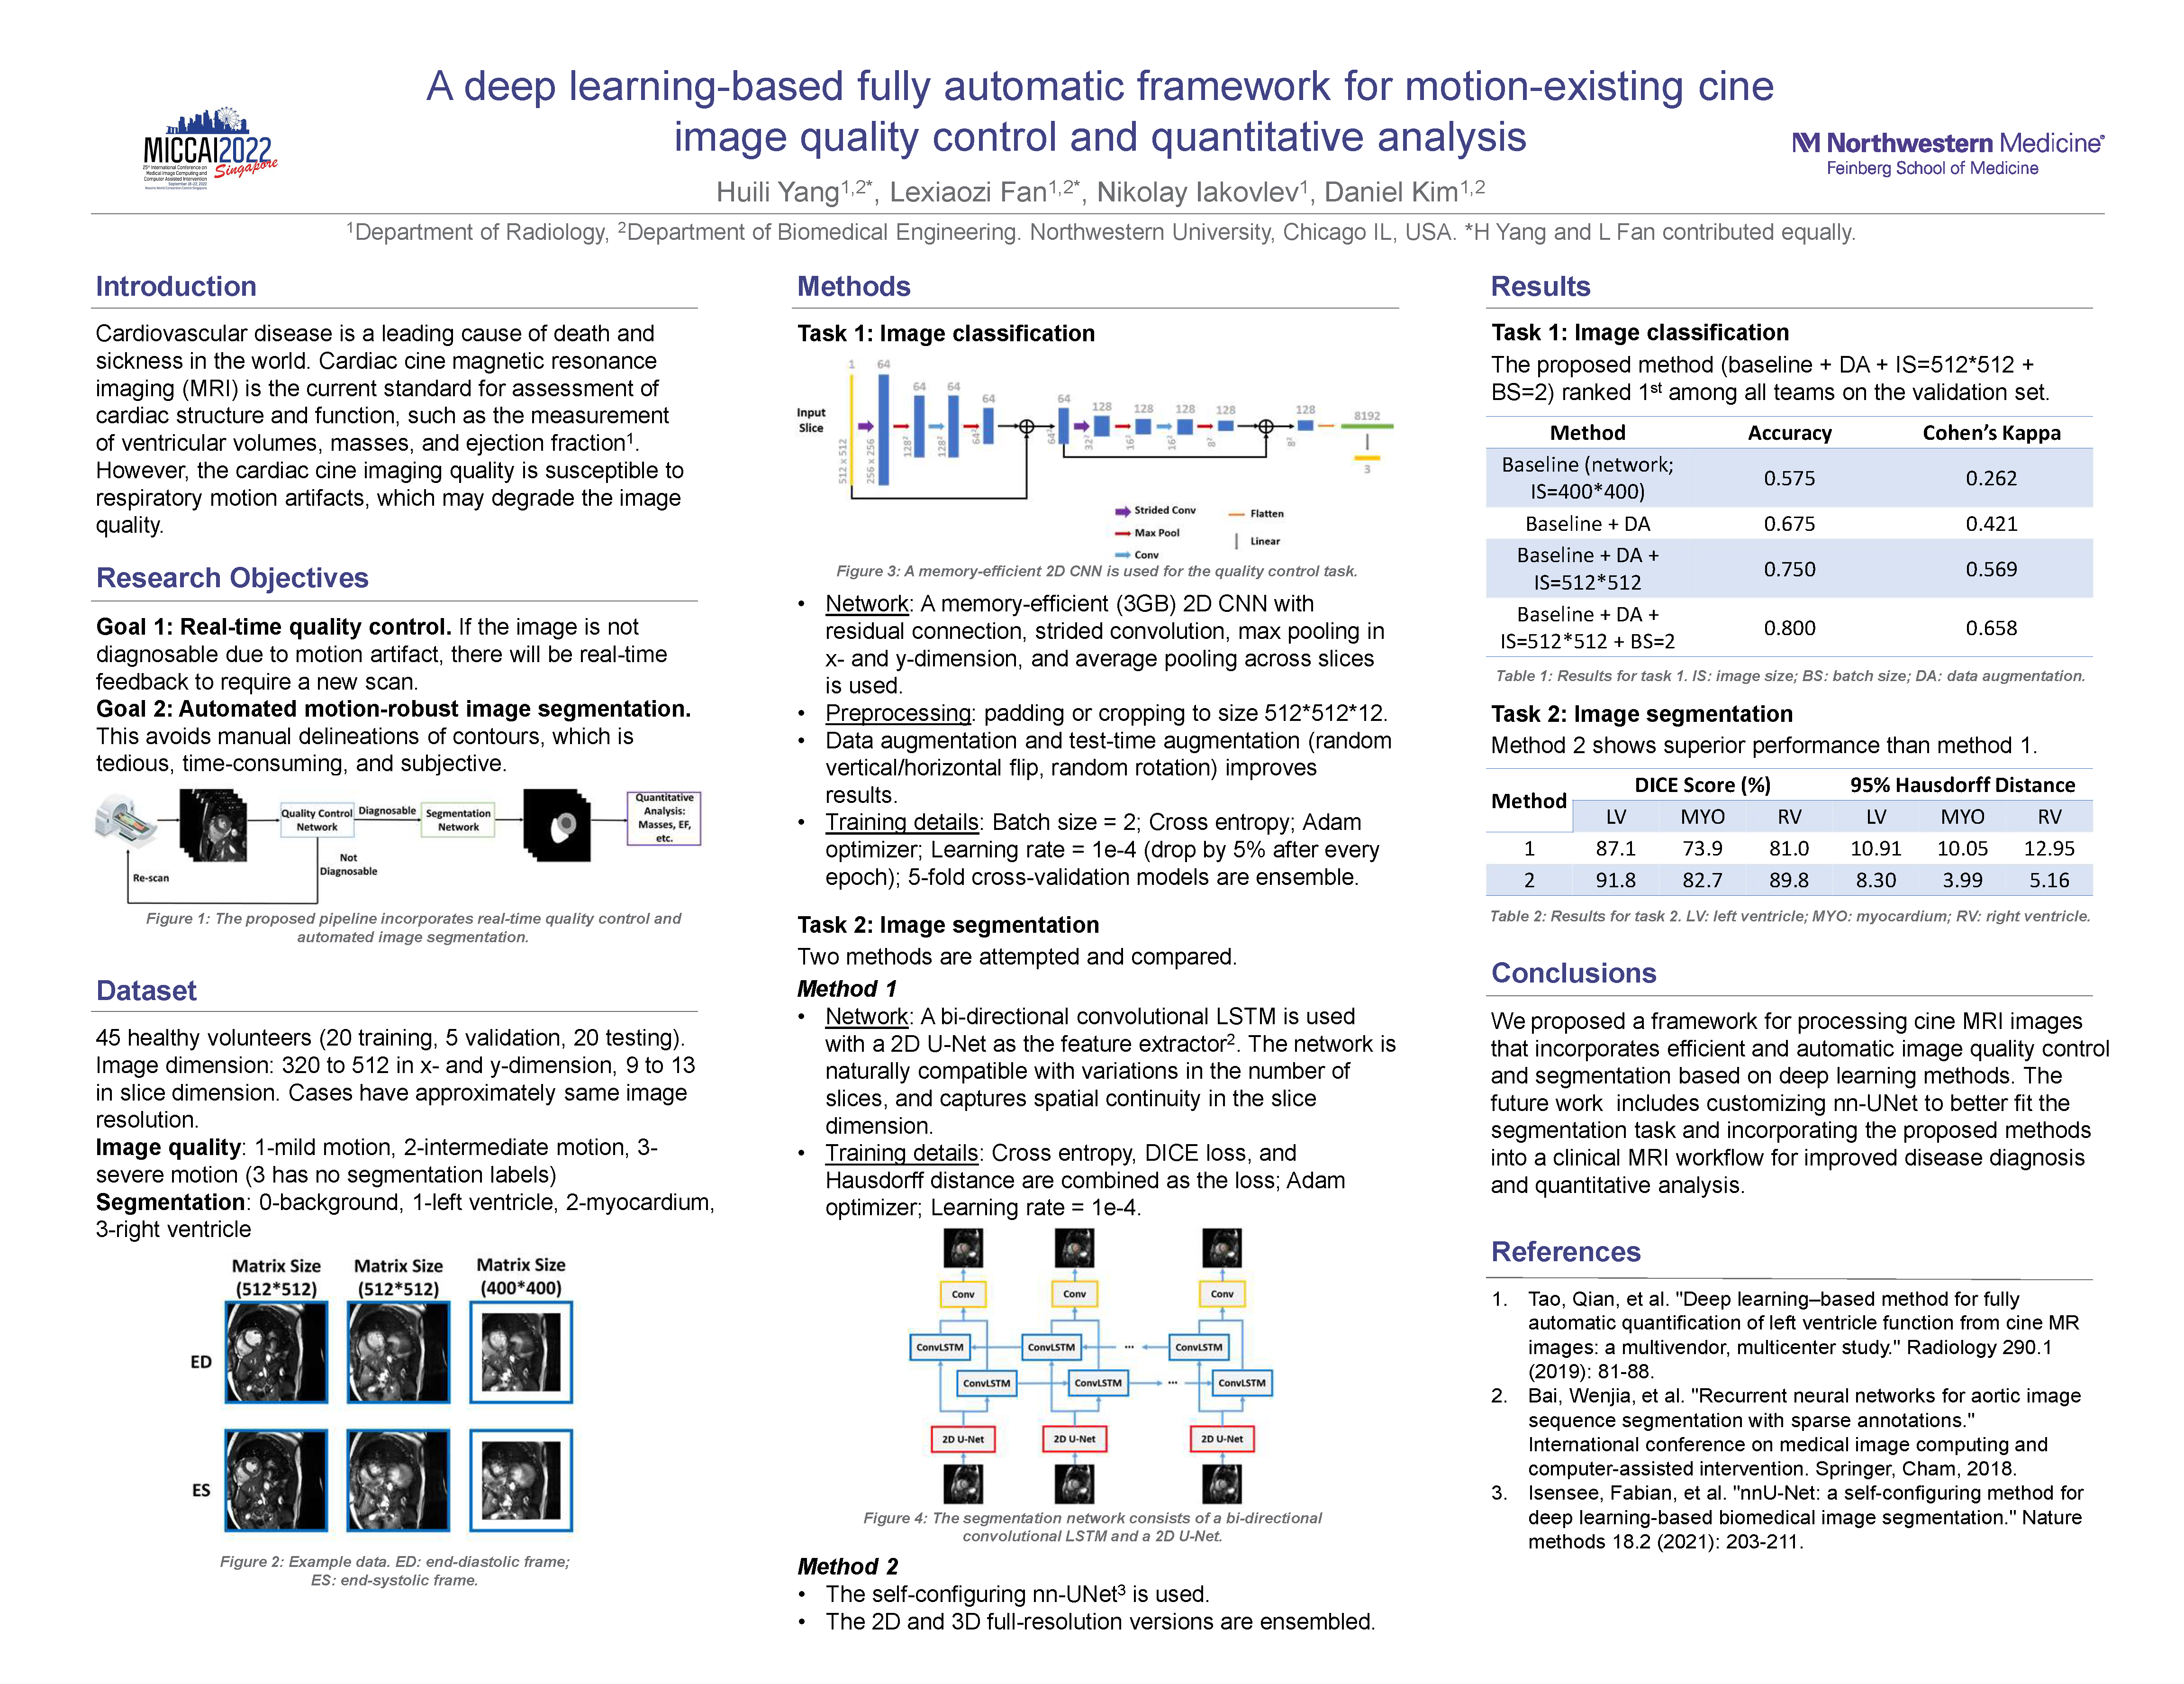 A deep learning-based fully automatic framework for motion-existing cine
image quality control and quantitative analysis
MICCAI2022
Singapore
25th International Conference on
Medical Image Computing and
Computer Assisted Intervention
September 18-22, 2022
Northwestern Medicine®
Feinberg School of Medicine
Huili Yang1,2*, Lexiaozi Fan1,2*, Nikolay Iakovlev1, Daniel Kim1,2
1Department of Radiology, 2Department of Biomedical Engineering. Northwestern University, Chicago IL, USA. *H Yang and L Fan contributed equally.
Introduction
Cardiovascular disease is a leading cause of death and
sickness in the world. Cardiac cine magnetic resonance
imaging (MRI) is the current standard for assessment of
cardiac structure and function, such as the measurement
of ventricular volumes, masses, and ejection fraction1.
However, the cardiac cine imaging quality is susceptible to
respiratory motion artifacts, which may degrade the image
quality.
Research Objectives
Goal 1: Real-time quality control. If the image is not
diagnosable due to motion artifact, there will be real-time
feedback to require a new scan.
Goal 2: Automated motion-robust image segmentation.
This avoids manual delineations of contours, which is
tedious, time-consuming, and subjective.
Quality Control
Network
Diagnosable
Segmentation
Network
Quantitative
Analysis:
Masses, EF,
etc.
Not
Diagnosable
Re-scan
Figure 1: The proposed pipeline incorporates real-time quality control and
automated image segmentation.
Dataset
45 healthy volunteers (20 training, 5 validation, 20 testing).
Image dimension: 320 to 512 in x- and y-dimension, 9 to 13
in slice dimension. Cases have approximately same image
resolution.
Image quality: 1-mild motion, 2-intermediate motion, 3-
severe motion (3 has no segmentation labels)
Segmentation: 0-background, 1-left ventricle, 2-myocardium,
3-right ventricle
Matrix Size Matrix Size Matrix Size
(512*512) (512*512) (400*400)
ED
ES
Figure 2: Example data. ED: end-diastolic frame;
ES: end-systolic frame.
Methods
Task 1: Image classification
1 64 64 64 64 64 128 128 128 128 128 8192
Input
Slice
512 x 512 256 x 256 128² 128² 64² 64² 32² 16² 16² 8² 8² 3
Strided Conv Flatten
Max Pool Linear
Conv
Figure 3: A memory-efficient 2D CNN is used for the quality control task.
• Network: A memory-efficient (3GB) 2D CNN with
residual connection, strided convolution, max pooling in
x- and y-dimension, and average pooling across slices
is used.
• Preprocessing: padding or cropping to size 512*512*12.
• Data augmentation and test-time augmentation (random
vertical/horizontal flip, random rotation) improves
results.
• Training details: Batch size = 2; Cross entropy; Adam
optimizer; Learning rate = 1e-4 (drop by 5% after every
epoch); 5-fold cross-validation models are ensemble.
Task 2: Image segmentation
Two methods are attempted and compared.
Method 1
• Network: A bi-directional convolutional LSTM is used
with a 2D U-Net as the feature extractor2. The network is
naturally compatible with variations in the number of
slices, and captures spatial continuity in the slice
dimension.
• Training details: Cross entropy, DICE loss, and
Hausdorff distance are combined as the loss; Adam
optimizer; Learning rate = 1e-4.
Conv Conv Conv
ConvLSTM ConvLSTM ... ConvLSTM
ConvLSTM ConvLSTM ... ConvLSTM
2D U-Net 2D U-Net 2D U-Net
Figure 4: The segmentation network consists of a bi-directional
convolutional LSTM and a 2D U-Net.
Method 2
• The self-configuring nn-UNet3 is used.
• The 2D and 3D full-resolution versions are ensembled.
Results
Task 1: Image classification
The proposed method (baseline + DA + IS=512*512 +
BS=2) ranked 1st among all teams on the validation set.
Method Accuracy Cohen's Kappa
Baseline (network;
IS=400*400) 0.575 0.262
Baseline + DA 0.675 0.421
Baseline + DA +
IS=512*512 0.750 0.569
Baseline + DA +
IS=512*512 + BS=2 0.800 0.658
Table 1: Results for task 1. IS: image size; BS: batch size; DA: data augmentation.
Task 2: Image segmentation
Method 2 shows superior performance than method 1.
Method DICE Score (%) 95% Hausdorff Distance
LV MYO RV LV MYO RV
1 87.1 73.9 81.0 10.91 10.05 12.95
2 91.8 82.7 89.8 8.30 3.99 5.16
Table 2: Results for task 2. LV: left ventricle; MYO: myocardium; RV: right ventricle.
Conclusions
We proposed a framework for processing cine MRI images
that incorporates efficient and automatic image quality control
and segmentation based on deep learning methods. The
future work includes customizing nn-UNet to better fit the
segmentation task and incorporating the proposed methods
into a clinical MRI workflow for improved disease diagnosis
and quantitative analysis.
References
1. Tao, Qian, et al. "Deep learning–based method for fully
automatic quantification of left ventricle function from cine MR
images: a multivendor, multicenter study." Radiology 290.1
(2019): 81-88.
2. Bai, Wenjia, et al. "Recurrent neural networks for aortic image
sequence segmentation with sparse annotations."
International conference on medical image computing and
computer-assisted intervention. Springer, Cham, 2018.
3. Isensee, Fabian, et al. "nnU-Net: a self-configuring method for
deep learning-based biomedical image segmentation." Nature
methods 18.2 (2021): 203-211.